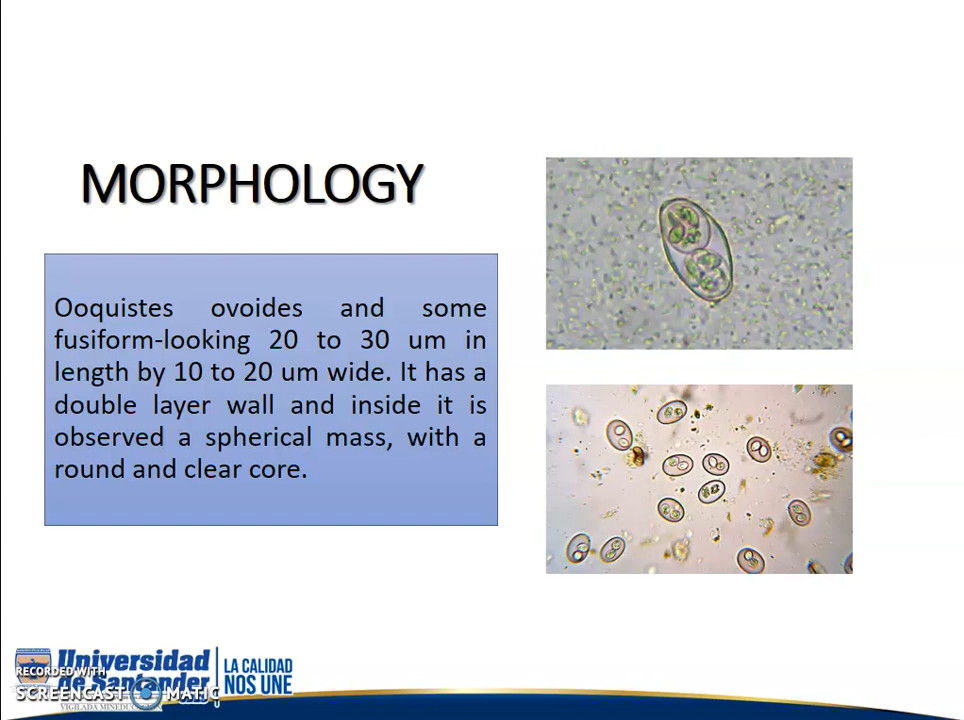 MORPHOLOGY
Ooquistes ovoides and some
fusiform-looking 20 to 30 um in
length by 10 to 20 um wide. It has a
double layer wall and inside it is
observed a spherical mass, with a
round and clear core.
Universidad
de Santander
LA CALIDAD
NOS UNE
RECORDED WITH
SCREENCAST MATIC